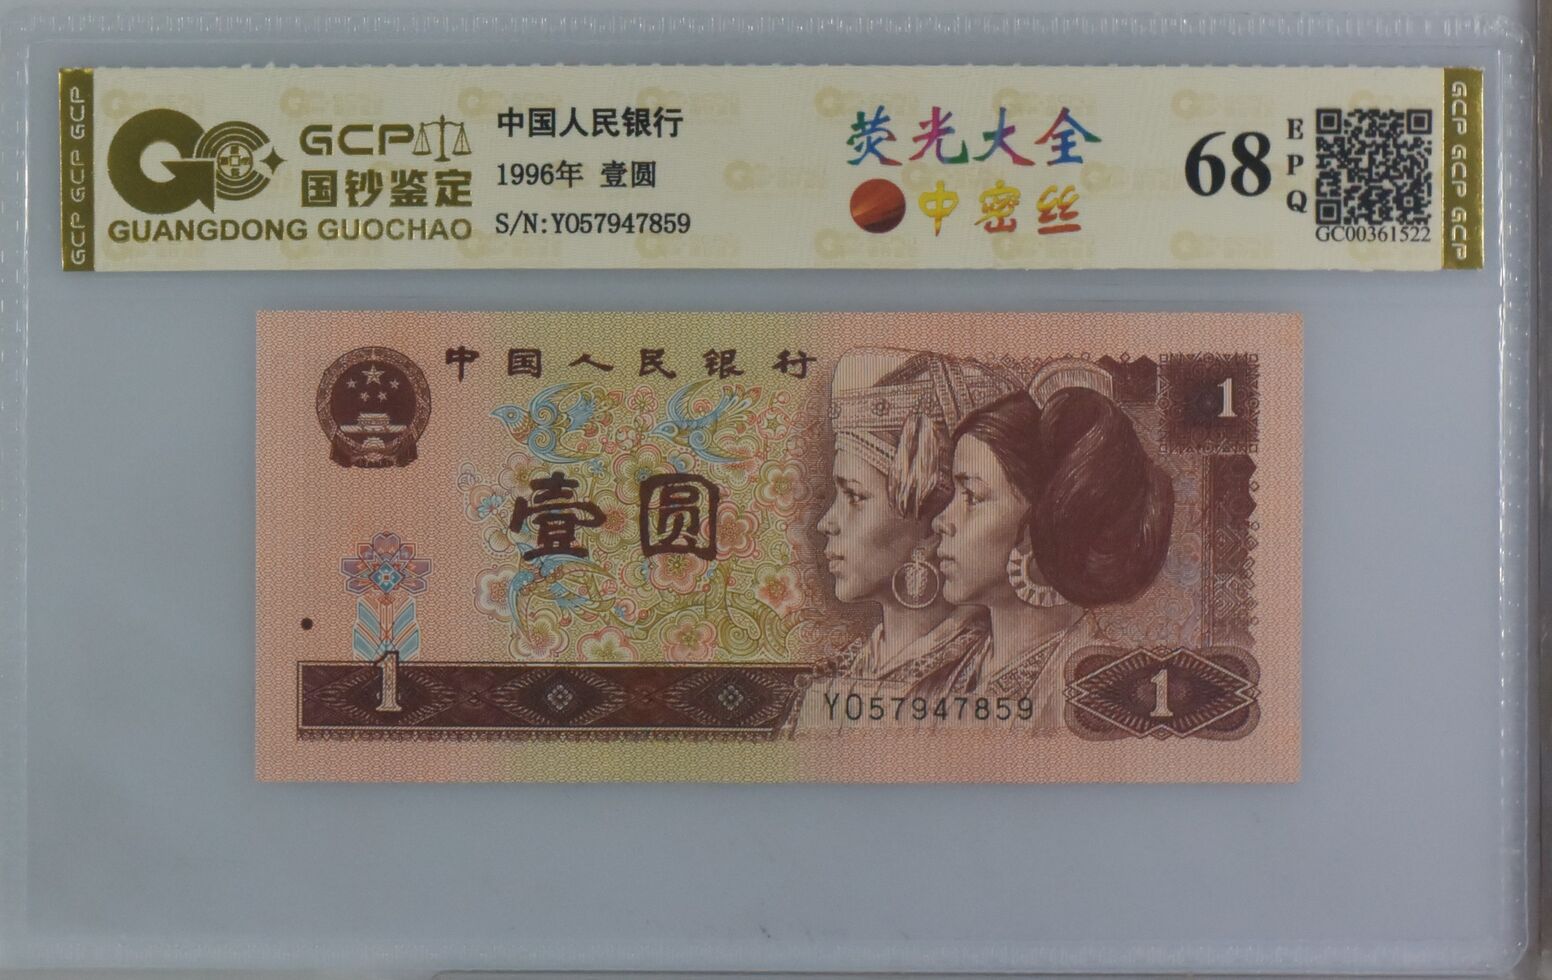 GCP
国钞鉴定
GUANGDONG GUOCHAO
中国人民银行
1996年 壹圆
S/N:Y057947859
荧光大全
中密丝
68
EPQ
GC00361522
GCP GCP GCP
GCP GCP GCP
中国人民银行
1
壹圆
1
Y057947859
1